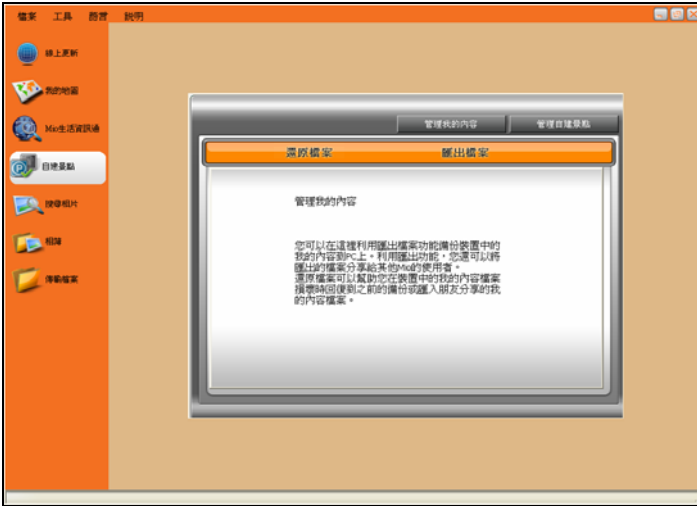 檔案 工具 語言 說明
線上更新
我的地圖
Mio生活資訊通
自建景點
搜尋相片
相簿
傳輸檔案
管理我的內容 管理自建景點
還原檔案 匯出檔案
管理我的內容
您可以在這裡利用匯出檔案功能備份裝置中的
我的內容到PC上。利用匯出功能，您還可以將
匯出的檔案分享給其他Mio的使用者。
還原檔案可以幫助您在裝置中的我的內容檔案
損壞時回復到之前的備份或匯入朋友分享的我
的內容檔案。